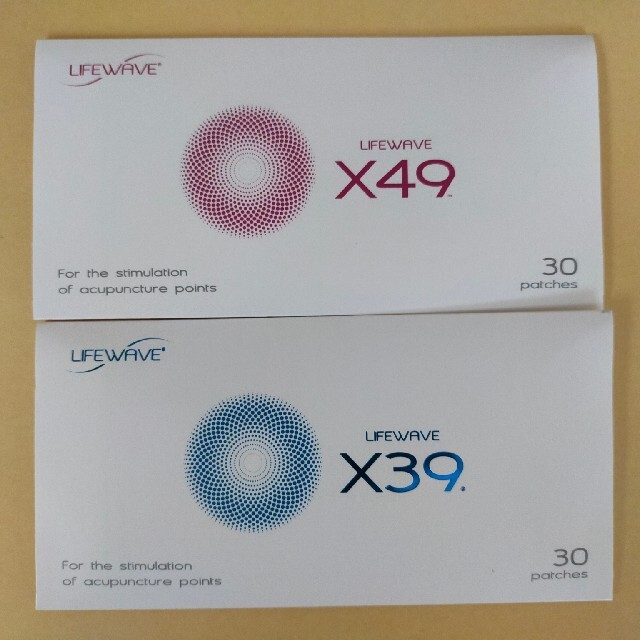 LIFEWAVE®
LIFEWAVE
X49™
For the stimulation
of acupuncture points
30
patches
LIFEWAVE®
LIFEWAVE
X39®
For the stimulation
of acupuncture points
30
patches